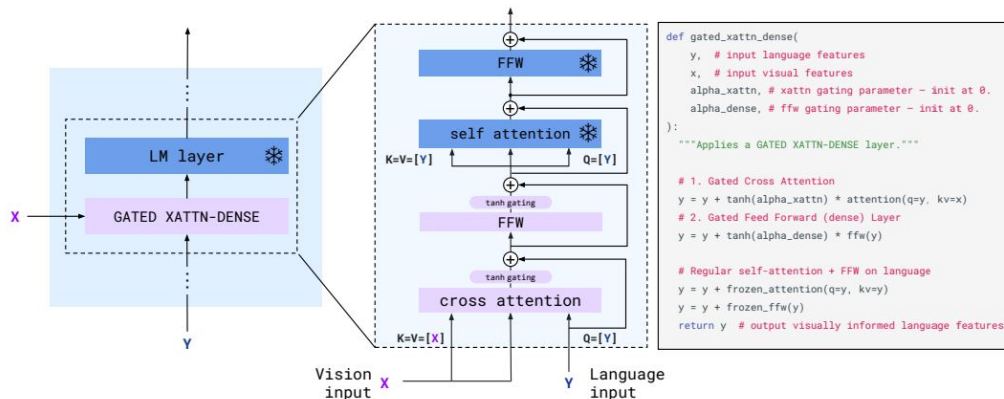 LM layer
X
GATED XATTN-DENSE
Y
FFW
self attention
K=V=[Y]
Q=[Y]
tanh gating
FFW
tanh gating
cross attention
K=V=[X]
Q=[Y]
Vision
input
X
Y
Language
input
def gated_xattn_dense(
y, # input language features
x, # input visual features
alpha_xattn, # xattn gating parameter – init at 0.
alpha_dense, # ffw gating parameter – init at 0.
):
"""Applies a GATED XATTN-DENSE layer."""
# 1. Gated Cross Attention
y = y + tanh(alpha_xattn) * attention(q=y, kv=x)
# 2. Gated Feed Forward (dense) Layer
y = y + tanh(alpha_dense) * ffw(y)
# Regular self-attention + FFW on language
y = y + frozen_attention(q=y, kv=y)
y = y + frozen_ffw(y)
return y # output visually informed language features